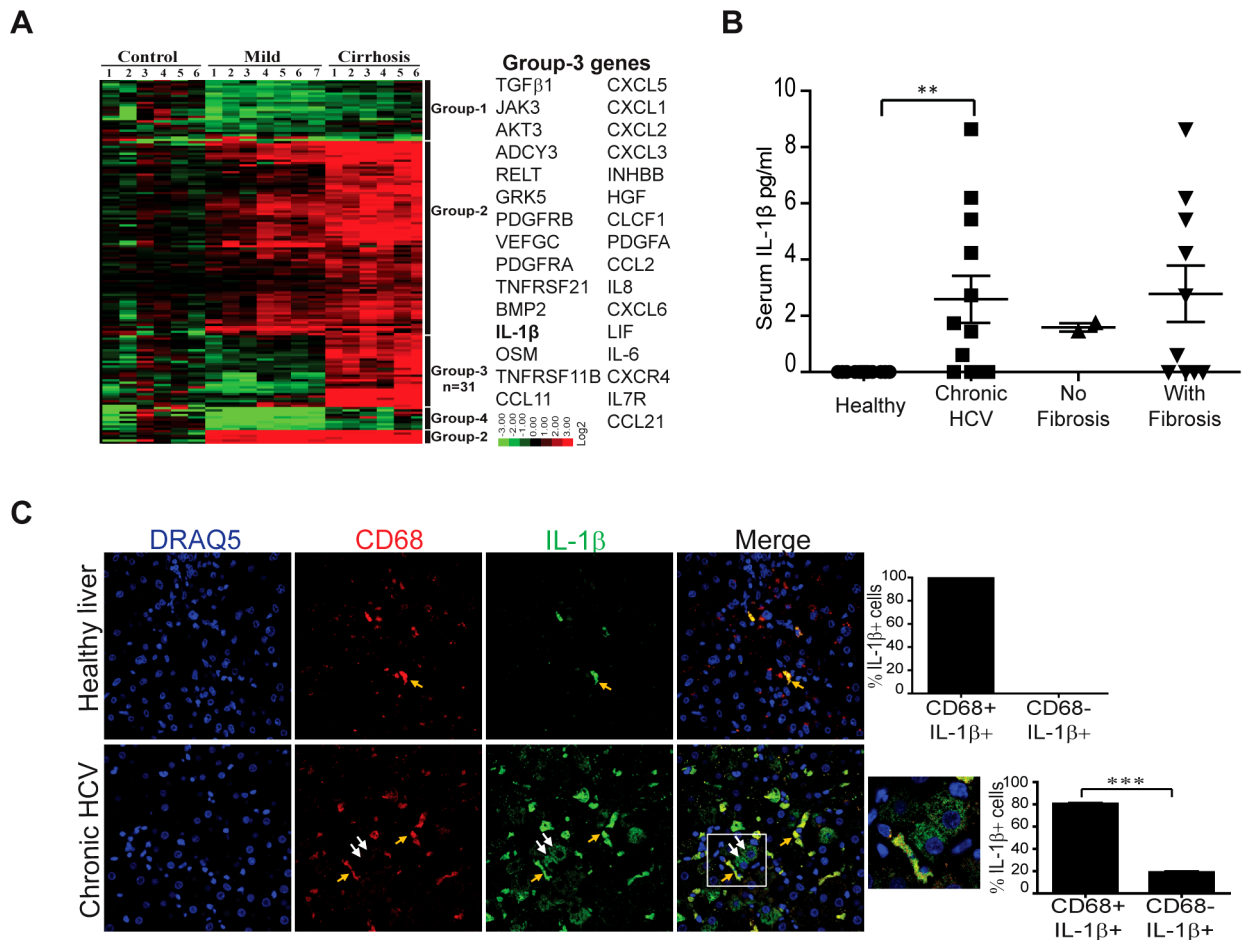 A
Control Mild Cirrhosis
1 2 3 4 5 6 1 2 3 4 5 6 7 1 2 3 4 5 6
Group-1
Group-2
Group-3
n=31
Group-4
Group-2
Group-3 genes
TGFβ1 CXCL5
JAK3 CXCL1
AKT3 CXCL2
ADCY3 CXCL3
RELT INHBB
GRK5 HGF
PDGFRB CLCF1
VEFGC PDGFA
PDGFRA CCL2
TNFRSF21 IL8
BMP2 CXCL6
IL-1β LIF
OSM IL-6
TNFRSF11B CXCR4
CCL11 IL7R
CCL21
-3.00 -2.00 -1.00 0.00 1.00 2.00 3.00
Log2
B
Serum IL-1β pg/ml
10
8
6
4
2
0
**
Healthy
Chronic
HCV
No
Fibrosis
With
Fibrosis
C
DRAQ5 CD68 IL-1β Merge
Healthy liver
% IL-1β+ cells
100
80
60
40
20
0
CD68+ CD68-
IL-1β+ IL-1β+
Chronic HCV
% IL-1β+ cells
100
80
60
40
20
0
***
CD68+ CD68-
IL-1β+ IL-1β+